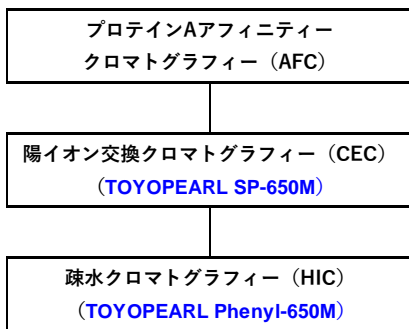 プロテインAアフィニティー
クロマトグラフィー（AFC）
陽イオン交換クロマトグラフィー（CEC）
（TOYOPEARL SP-650M）
疎水クロマトグラフィー（HIC）
（TOYOPEARL Phenyl-650M）